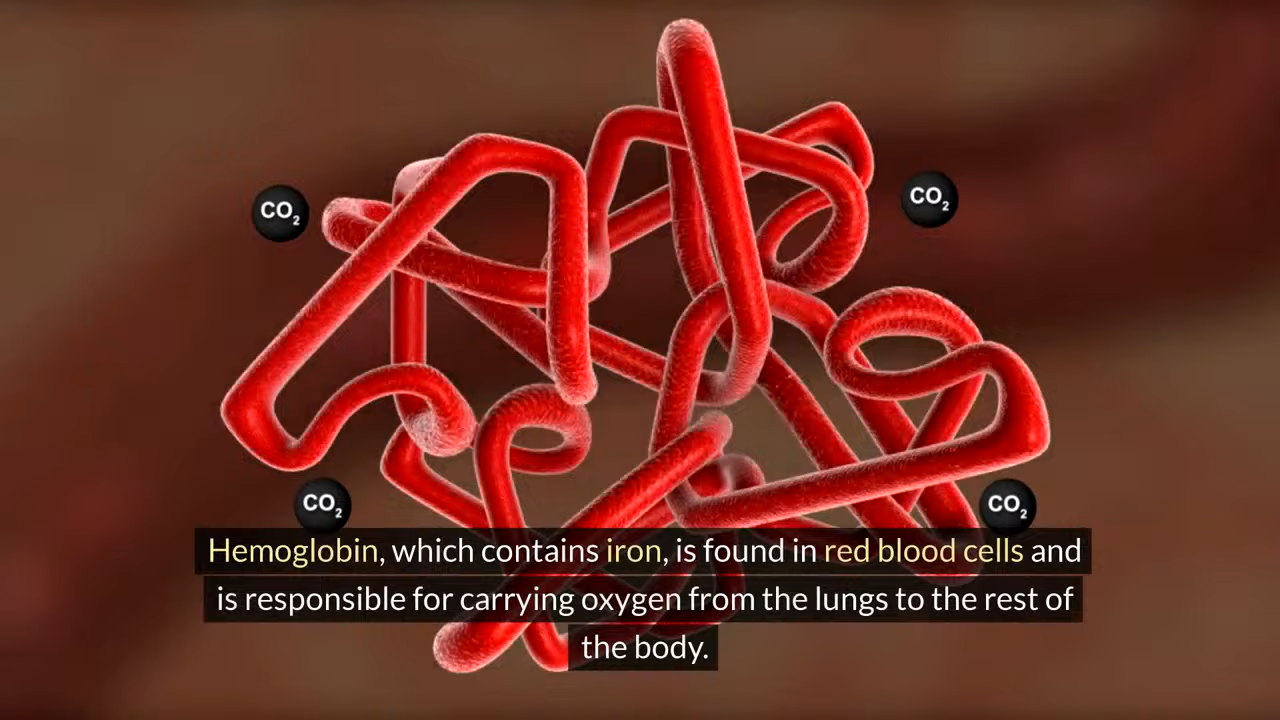 CO₂
CO₂
CO₂
CO₂
Hemoglobin, which contains iron, is found in red blood cells and
is responsible for carrying oxygen from the lungs to the rest of
the body.